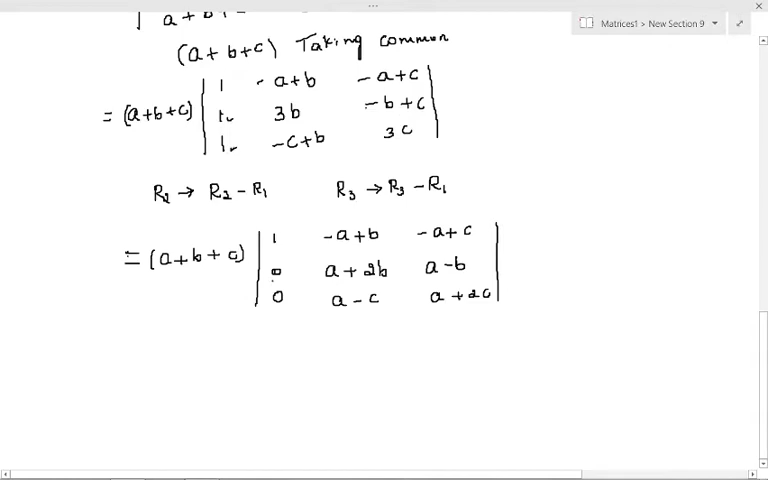 Matrices1 > New Section 9
a + b +
(a + b + c) Taking common
= (a+b+c) | 1 - a+b - a+c |
| 1 3b - b + c |
| 1 - c + b 3c |
R2 → R2 - R1 R3 → R3 - R1
= (a+b+c) | 1 - a + b - a + c |
| 0 a + 2b a - b |
| 0 a - c a + 2c |